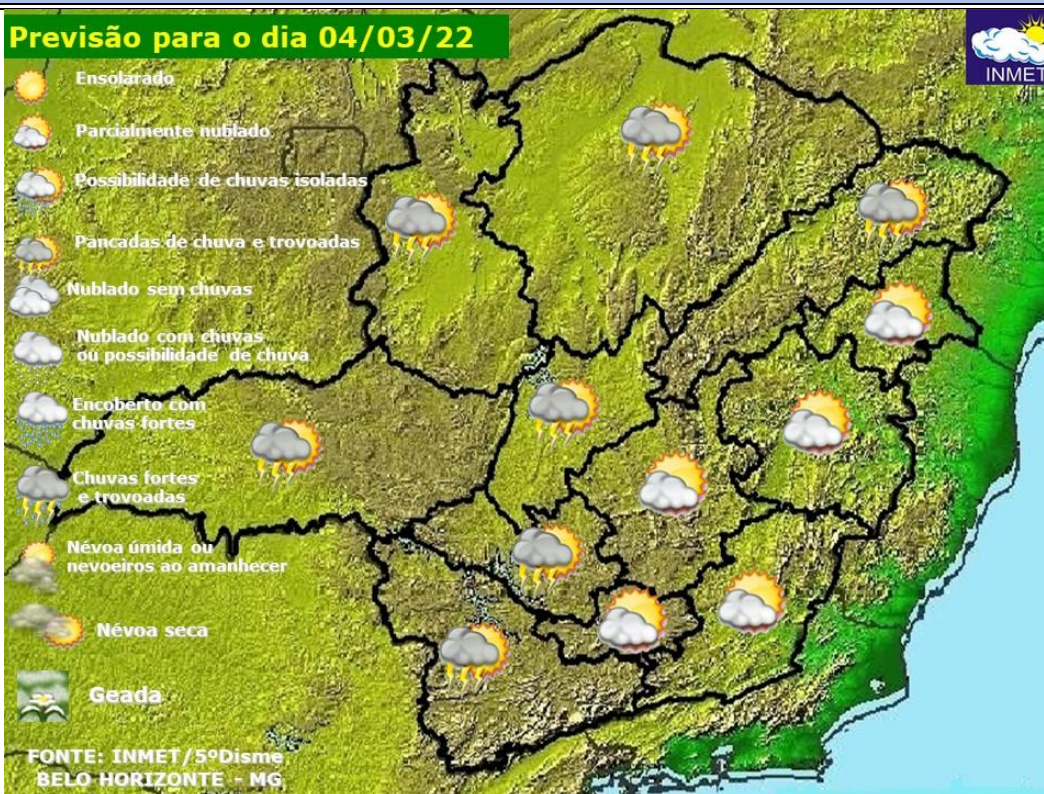 Previsão para o dia 04/03/22
INMET
Ensolarado
Parcialmente nublado
Possibilidade de chuvas isoladas
Pancadas de chuva e trovoadas
Nublado sem chuvas
Nublado com chuvas
ou possibilidade de chuva
Encoberto com
chuvas fortes
Chuvas fortes
e trovoadas
Névoa úmida ou
nevoeiros ao amanhecer
Névoa seca
Geada
FONTE: INMET/5ºDisme
BELO HORIZONTE - MG